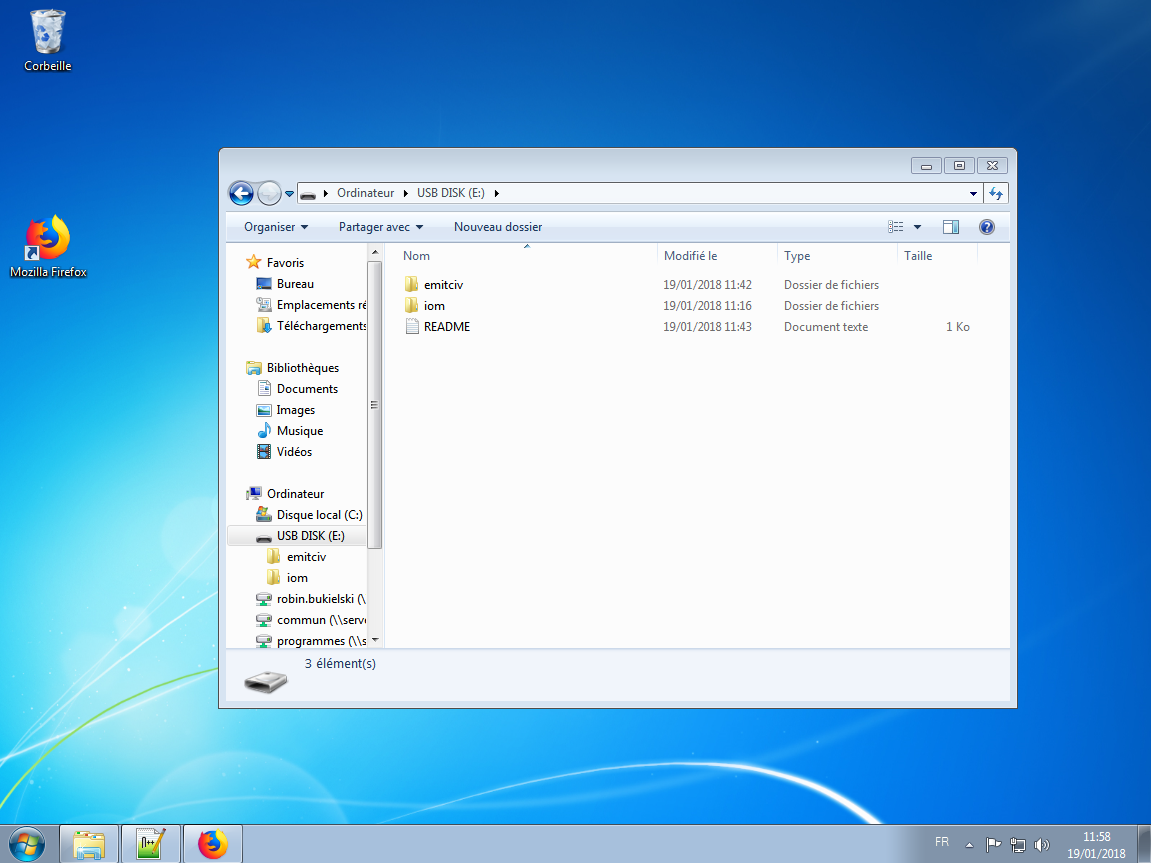 Corbeille
Mozilla Firefox
Ordinateur USB DISK (E:)
Organiser Partager avec Nouveau dossier
Nom Modifié le Type Taille
emitciv 19/01/2018 11:42 Dossier de fichiers
iom 19/01/2018 11:16 Dossier de fichiers
README 19/01/2018 11:43 Document texte 1 Ko
Favoris
Bureau
Emplacements ré
Téléchargements
Bibliothèques
Documents
Images
Musique
Vidéos
Ordinateur
Disque local (C:)
USB DISK (E:)
emitciv
iom
robin.bukielski (\
commun (\\serve
programmes (\\s
3 élément(s)
FR
11:58
19/01/2018